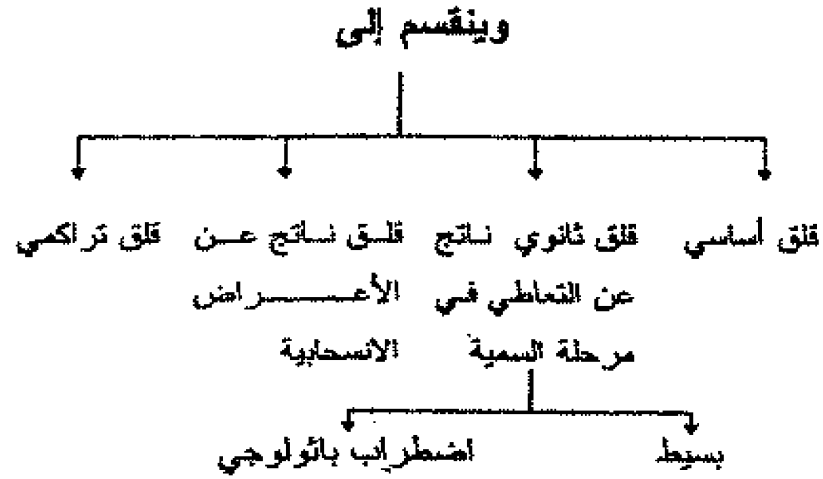 وينقسم إلى
قلق أساسي
قلق ثانوي ناتج
عن التعاطي في
مرحلة السمية
قلق ناتج عن
الأعراض
الانسحابية
قلق تراكمي
بسيط
اضطراب باثولوجي